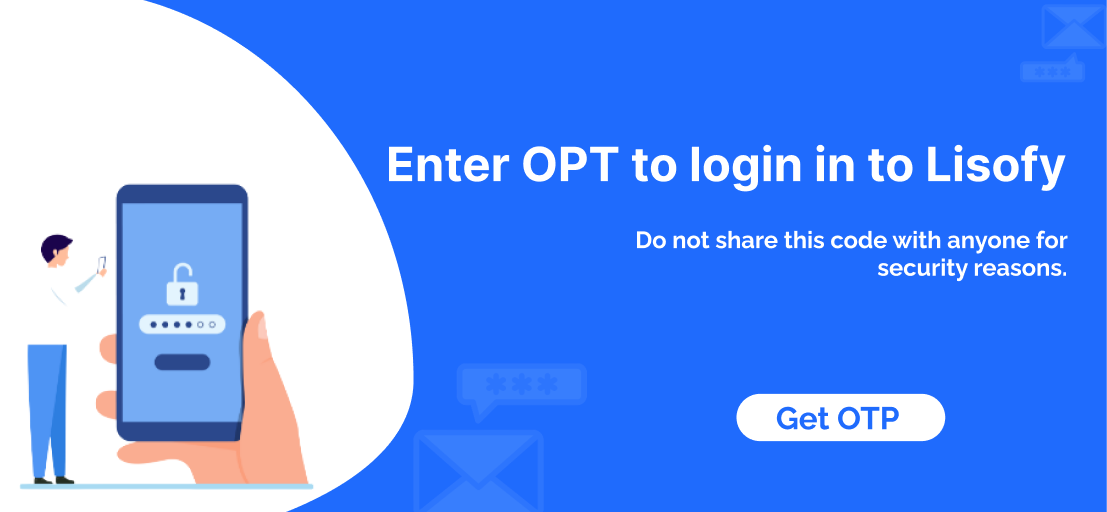 Enter OPT to login in to Lisofy
Do not share this code with anyone for
security reasons.
***
***
Get OTP